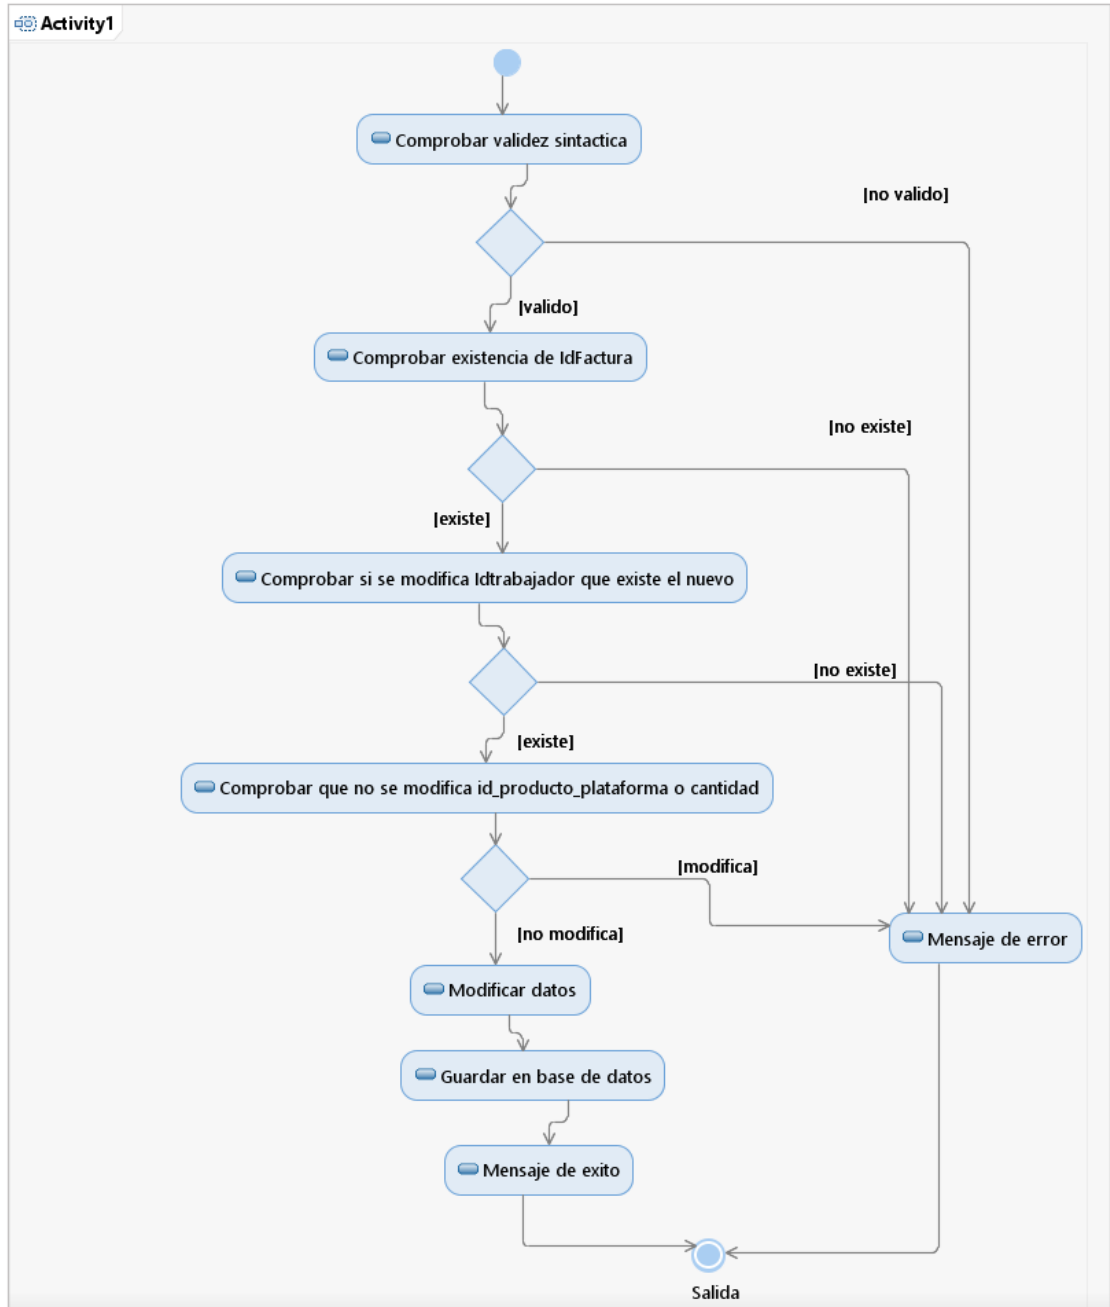 Activity1
Comprobar validez sintactica
[no valido]
[valido]
Comprobar existencia de IdFactura
[no existe]
[existe]
Comprobar si se modifica Idtrabajador que existe el nuevo
[no existe]
[existe]
Comprobar que no se modifica id_producto_plataforma o cantidad
[modifica]
[no modifica]
Mensaje de error
Modificar datos
Guardar en base de datos
Mensaje de exito
Salida